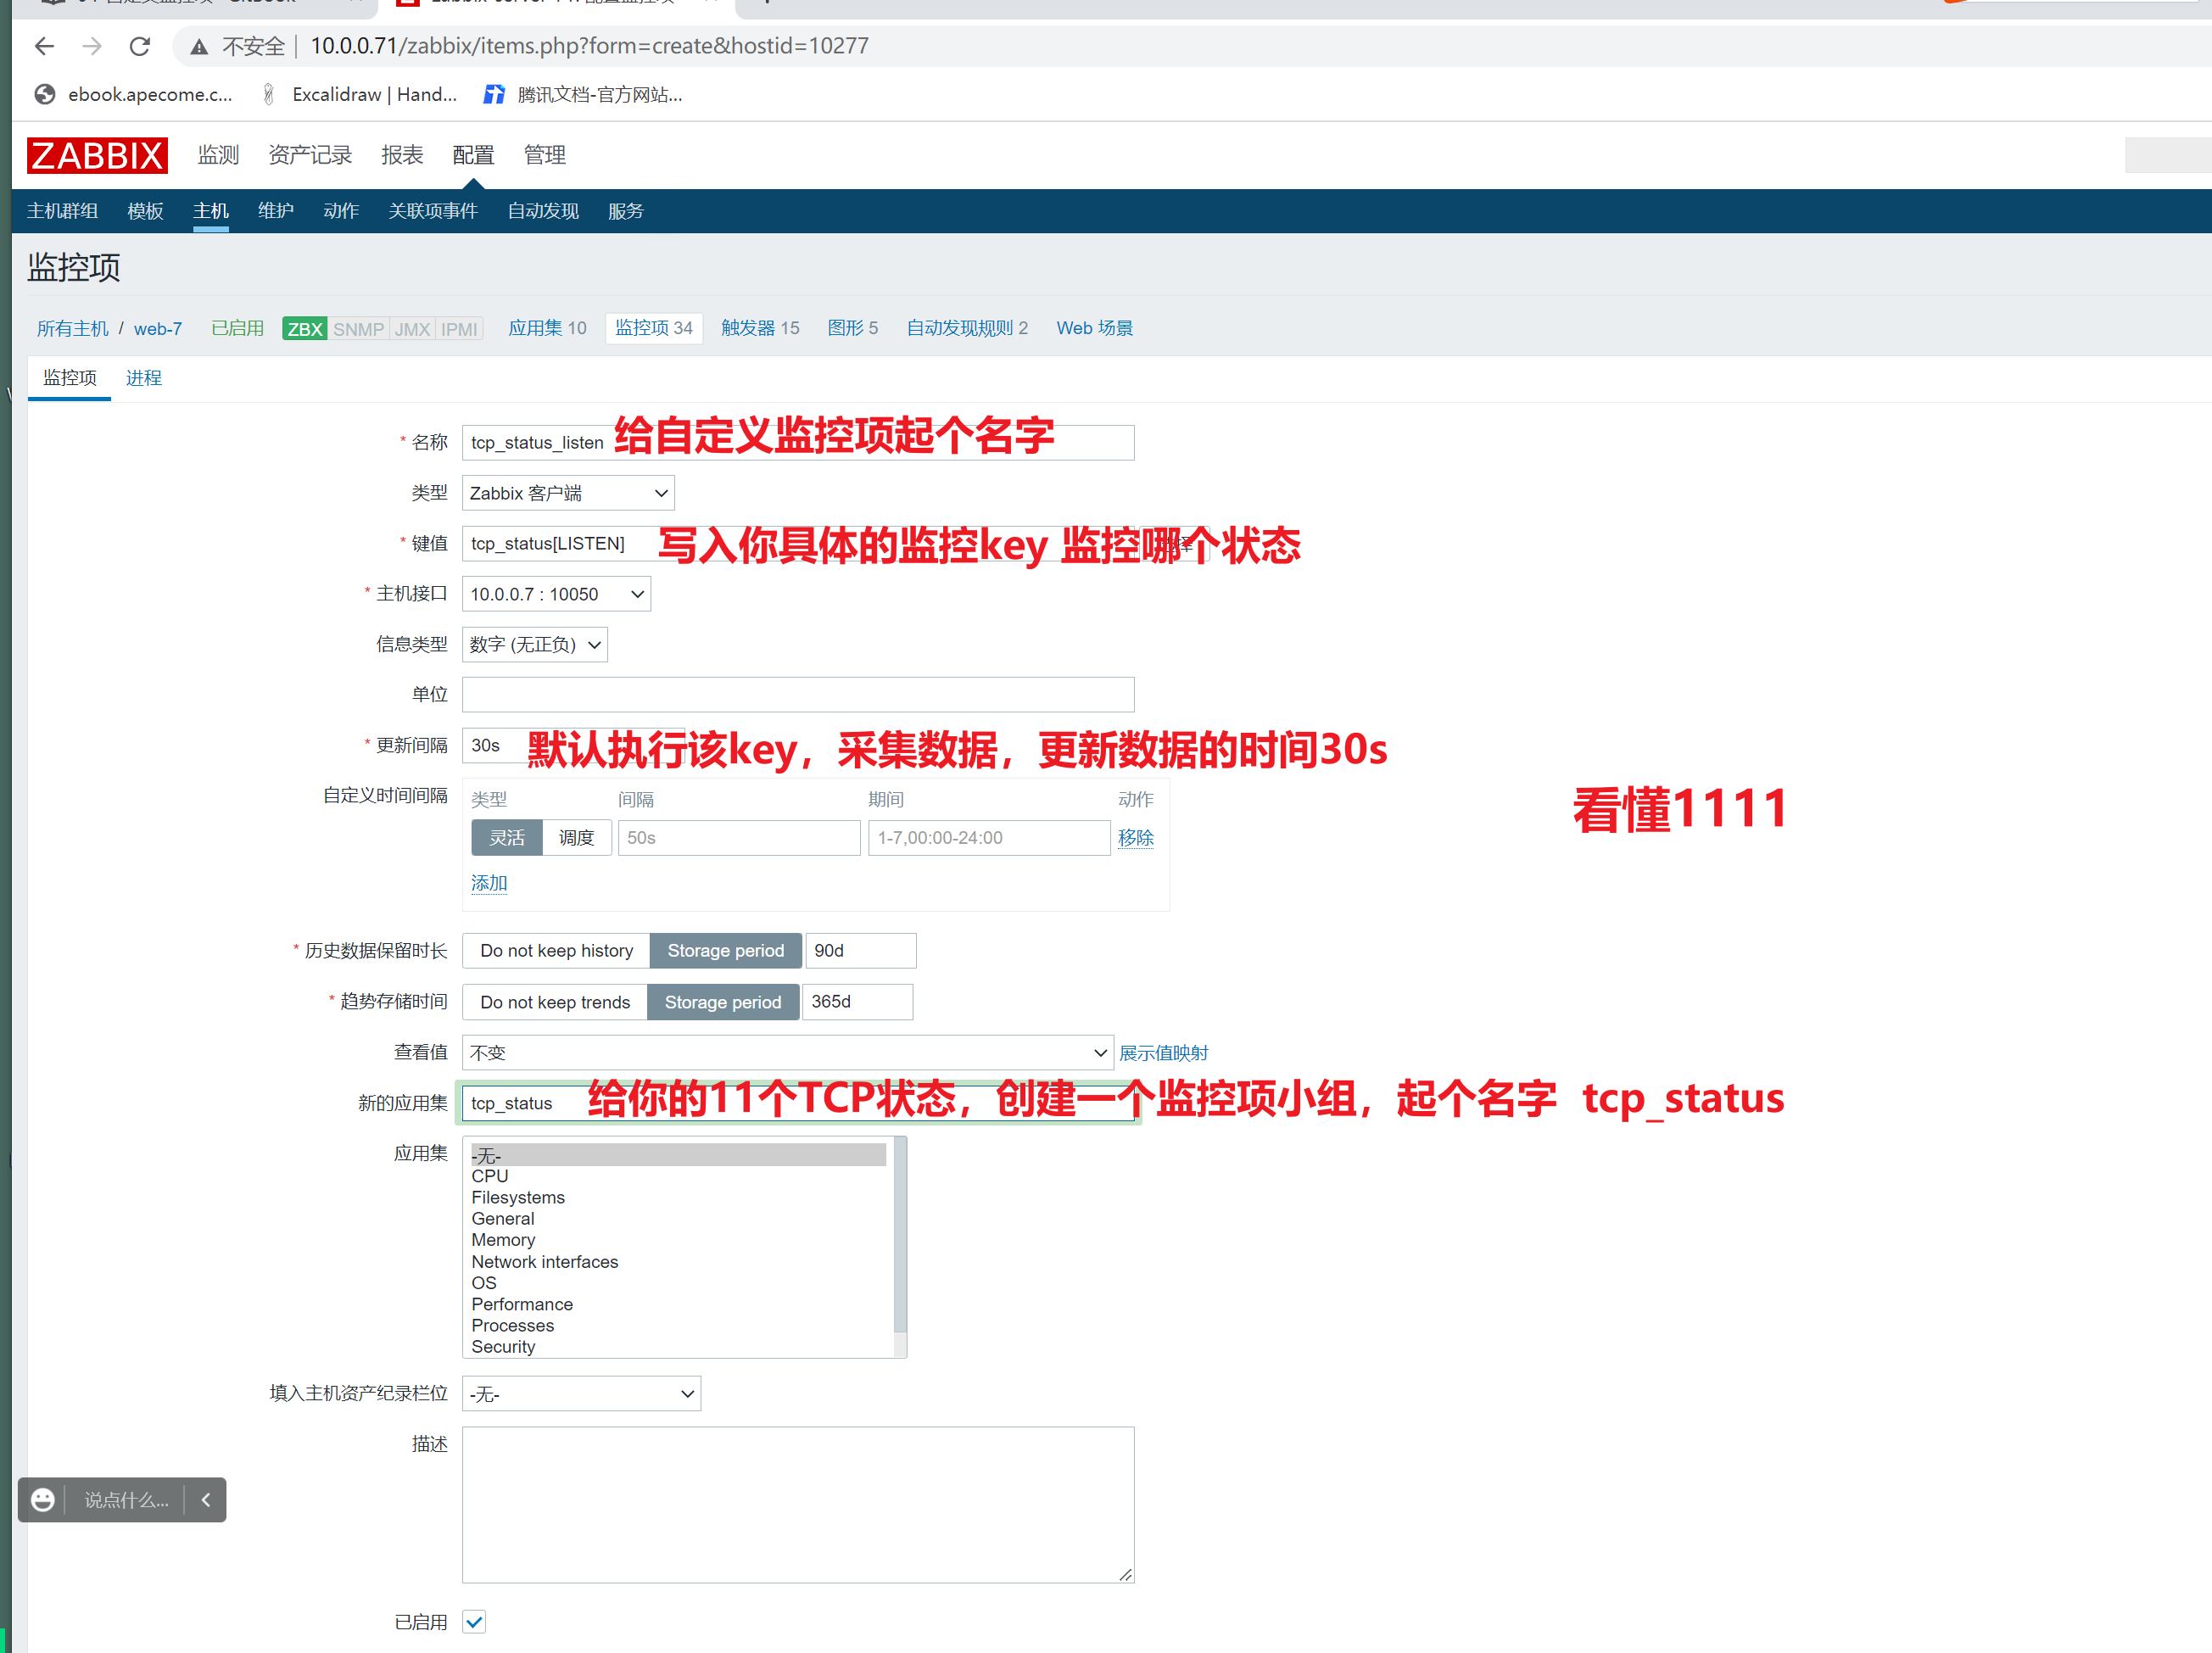 不安全 10.0.0.71/zabbix/items.php?form=create&hostid=10277
ebook.apecome.c... Excalidraw | Hand... 腾讯文档-官方网站...
ZABBIX 监测 资产记录 报表 配置 管理
主机群组 模板 主机 维护 动作 关联项事件 自动发现 服务
监控项
所有主机 / web-7 已启用 ZBX SNMP JMX IPMI 应用集 10 监控项 34 触发器 15 图形 5 自动发现规则 2 Web 场景
监控项 进程
* 名称 tcp_status_listen 给自定义监控项起个名字
类型 Zabbix 客户端
* 键值 tcp_status[LISTEN] 写入你具体的监控key 监控哪个状态
* 主机接口 10.0.0.7 : 10050
信息类型 数字 (无正负)
单位
* 更新间隔 30s 默认执行该key，采集数据，更新数据的时间30s
自定义时间间隔 类型 间隔 期间 动作
看懂1111
灵活 调度 50s 1-7,00:00-24:00 移除
添加
* 历史数据保留时长 Do not keep history Storage period 90d
* 趋势存储时间 Do not keep trends Storage period 365d
查看值 不变 展示值映射
新的应用集 tcp_status 给你的11个TCP状态，创建一个监控项小组，起个名字 tcp_status
应用集 -无-
CPU
Filesystems
General
Memory
Network interfaces
OS
Performance
Processes
Security
填入主机资产纪录栏位 -无-
描述
说点什么...
已启用